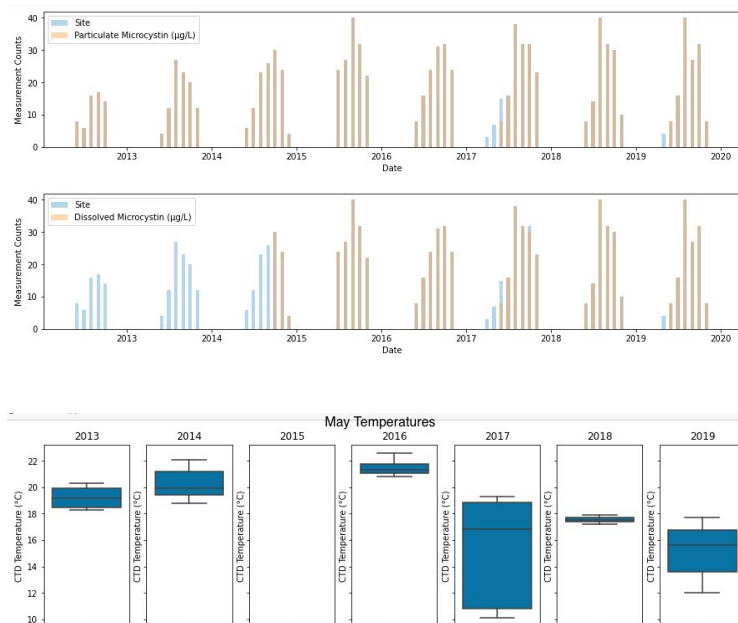 40
30
20
10
0
Measurement Counts
Site
Particulate Microcystin (μg/L)
2013 2014 2015 2016 2017 2018 2019 2020
Date
40
30
20
10
0
Measurement Counts
Site
Dissolved Microcystin (μg/L)
2013 2014 2015 2016 2017 2018 2019 2020
Date
May Temperatures
2013 2014 2015 2016 2017 2018 2019
22
20
18
16
14
12
10
CTD Temperature (°C)
CTD Temperature (°C)
CTD Temperature (°C)
CTD Temperature (°C)
CTD Temperature (°C)
CTD Temperature (°C)
CTD Temperature (°C)